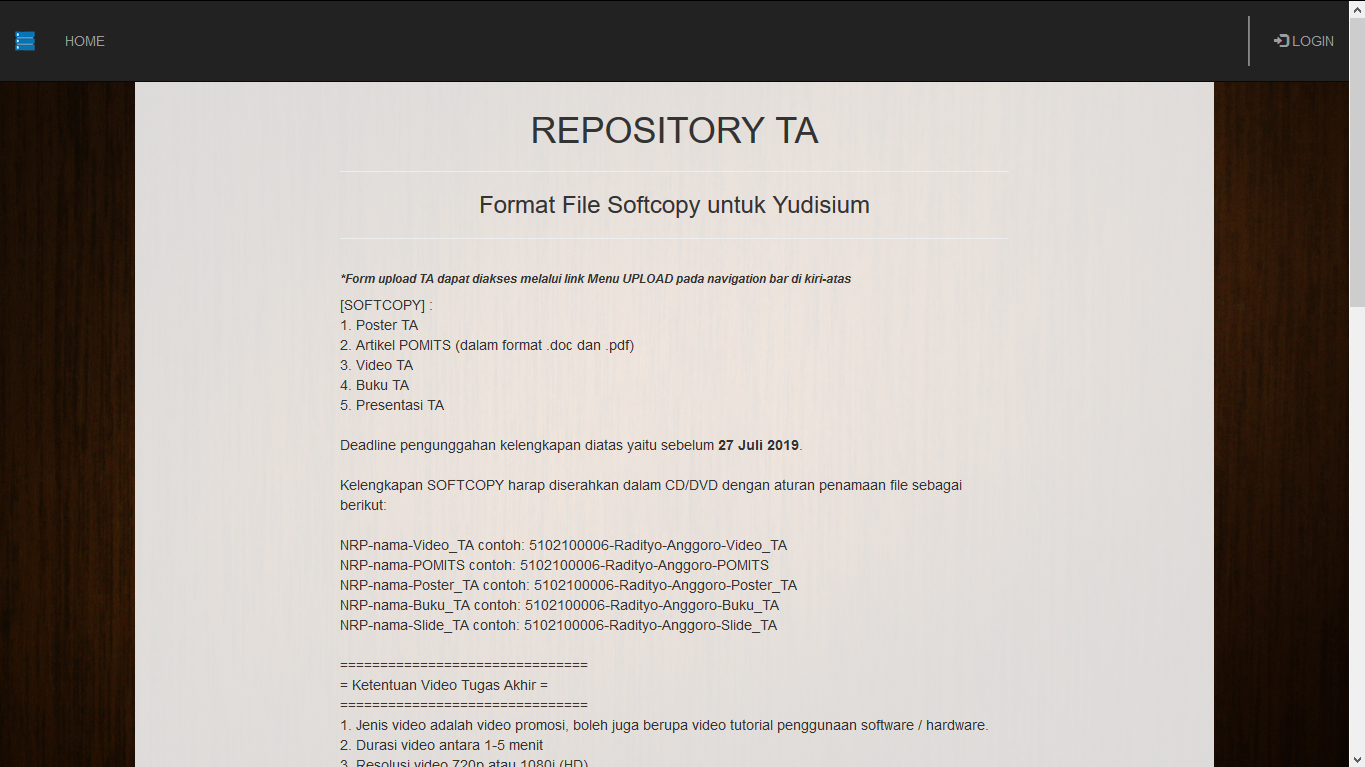 HOME
LOGIN
REPOSITORY TA
Format File Softcopy untuk Yudisium
*Form upload TA dapat diakses melalui link Menu UPLOAD pada navigation bar di kiri-atas
[SOFTCOPY] :
1. Poster TA
2. Artikel POMITS (dalam format .doc dan .pdf)
3. Video TA
4. Buku TA
5. Presentasi TA
Deadline pengunggahan kelengkapan diatas yaitu sebelum 27 Juli 2019.
Kelengkapan SOFTCOPY harap diserahkan dalam CD/DVD dengan aturan penamaan file sebagai
berikut:
NRP-nama-Video_TA contoh: 5102100006-Radityo-Anggoro-Video_TA
NRP-nama-POMITS contoh: 5102100006-Radityo-Anggoro-POMITS
NRP-nama-Poster_TA contoh: 5102100006-Radityo-Anggoro-Poster_TA
NRP-nama-Buku_TA contoh: 5102100006-Radityo-Anggoro-Buku_TA
NRP-nama-Slide_TA contoh: 5102100006-Radityo-Anggoro-Slide_TA
===============================
= Ketentuan Video Tugas Akhir =
===============================
1. Jenis video adalah video promosi, boleh juga berupa video tutorial penggunaan software / hardware.
2. Durasi video antara 1-5 menit
3. Resolusi video 720p atau 1080i (HD)